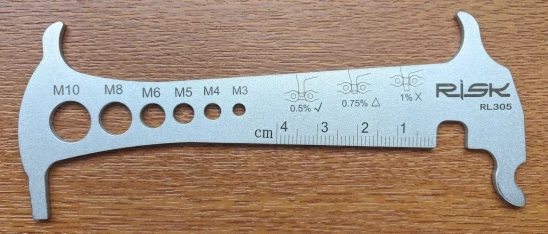 M10 M8 M6 M5 M4 M3
0.5% ✓ 0.75% △ 1% X
RISK
RL305
cm 4 3 2 1